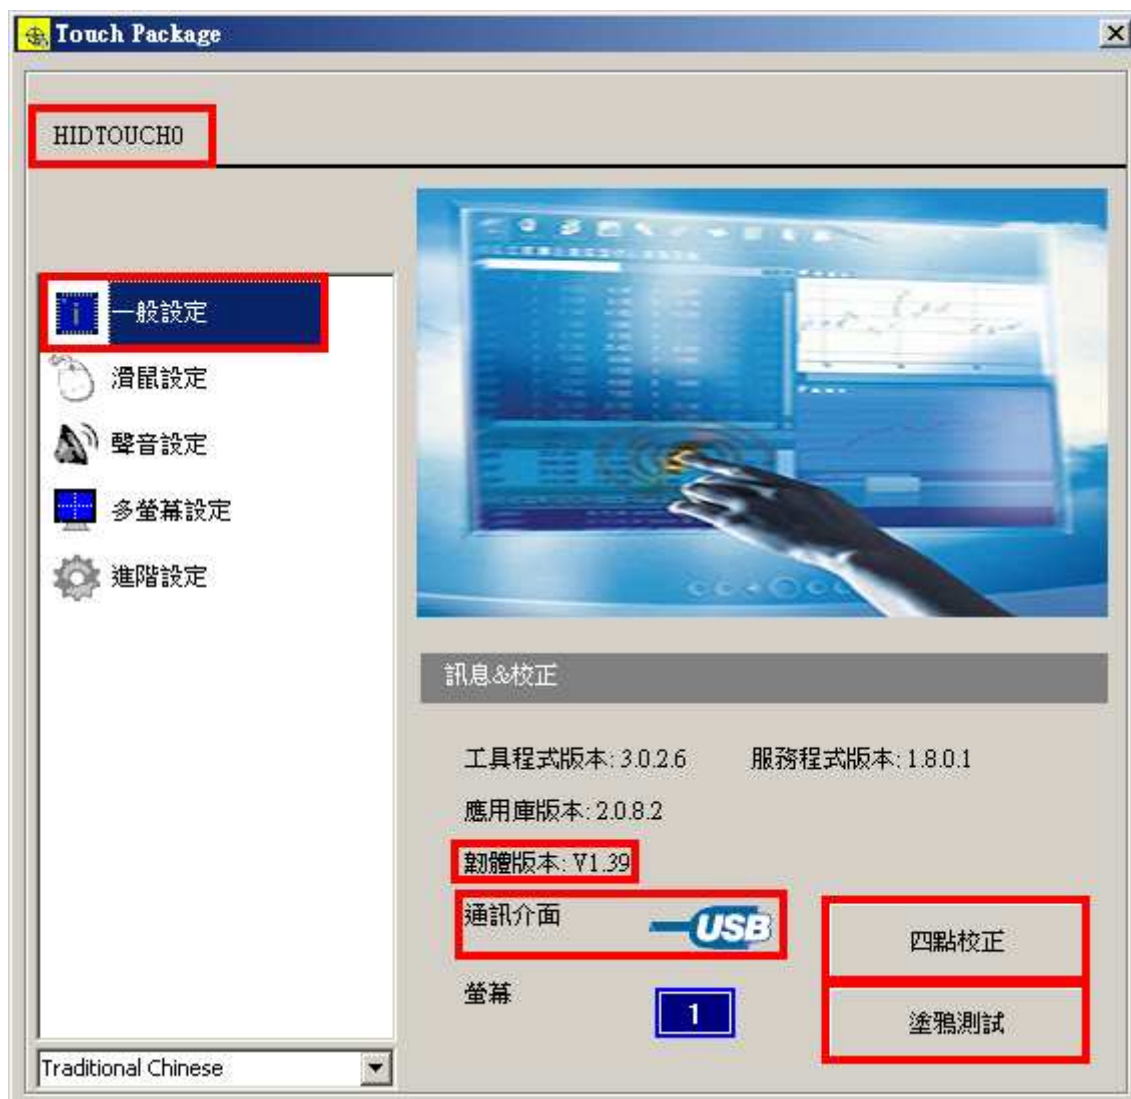 Touch Package
HIDTOUCH0
一般設定
滑鼠設定
聲音設定
多螢幕設定
進階設定
Traditional Chinese
訊息&校正
工具程式版本: 3.0.2.6 服務程式版本: 1.8.0.1
應用庫版本: 2.0.8.2
韌體版本: V1.39
通訊介面 USB
螢幕 1
四點校正
塗鴉測試